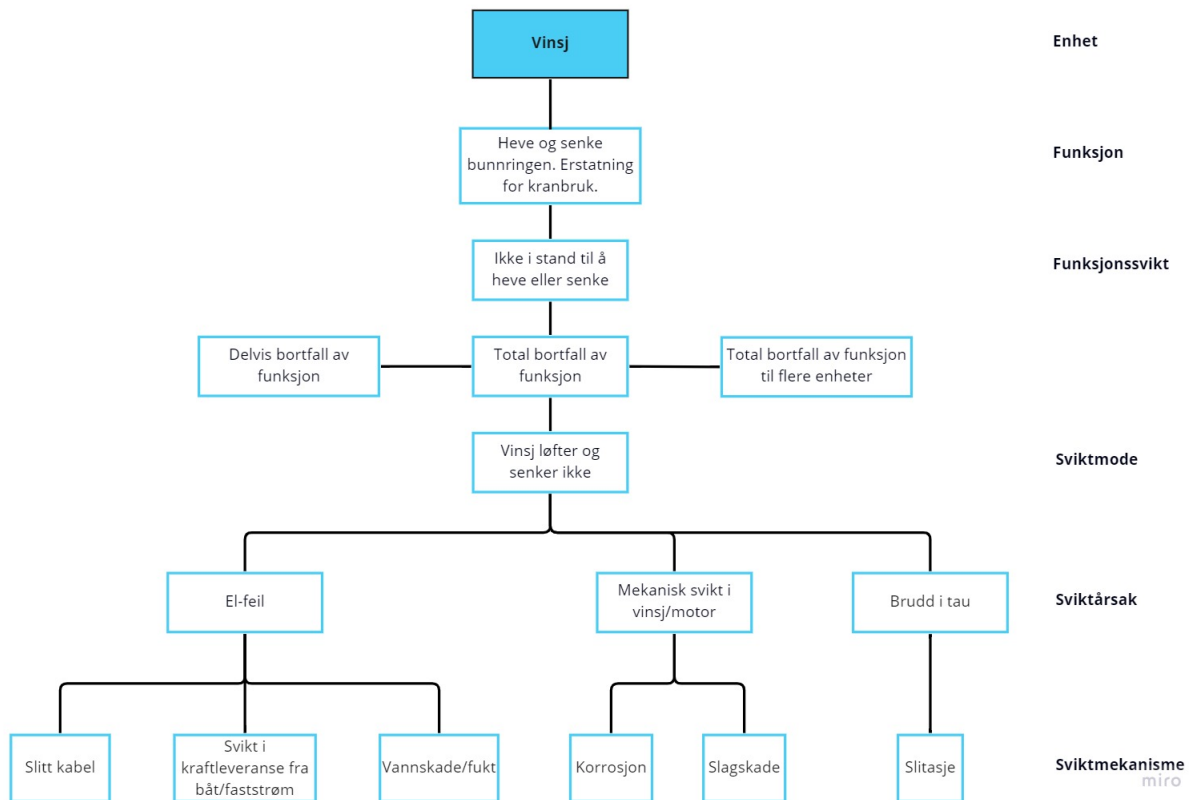 Vinsj
Enhet
Heve og senke
bunnringen. Erstatning
for kranbruk.
Funksjon
Ikke i stand til å
heve eller senke
Funksjonssvikt
Delvis bortfall av
funksjon
Total bortfall av
funksjon
Total bortfall av funksjon
til flere enheter
Vinsj løfter og
senker ikke
Sviktmode
El-feil
Mekanisk svikt i
vinsj/motor
Brudd i tau
Sviktårsak
Slitt kabel
Svikt i
kraftleveranse fra
båt/faststrøm
Vannskade/fukt
Korrosjon
Slagskade
Slitasje
Sviktmekanisme
miro